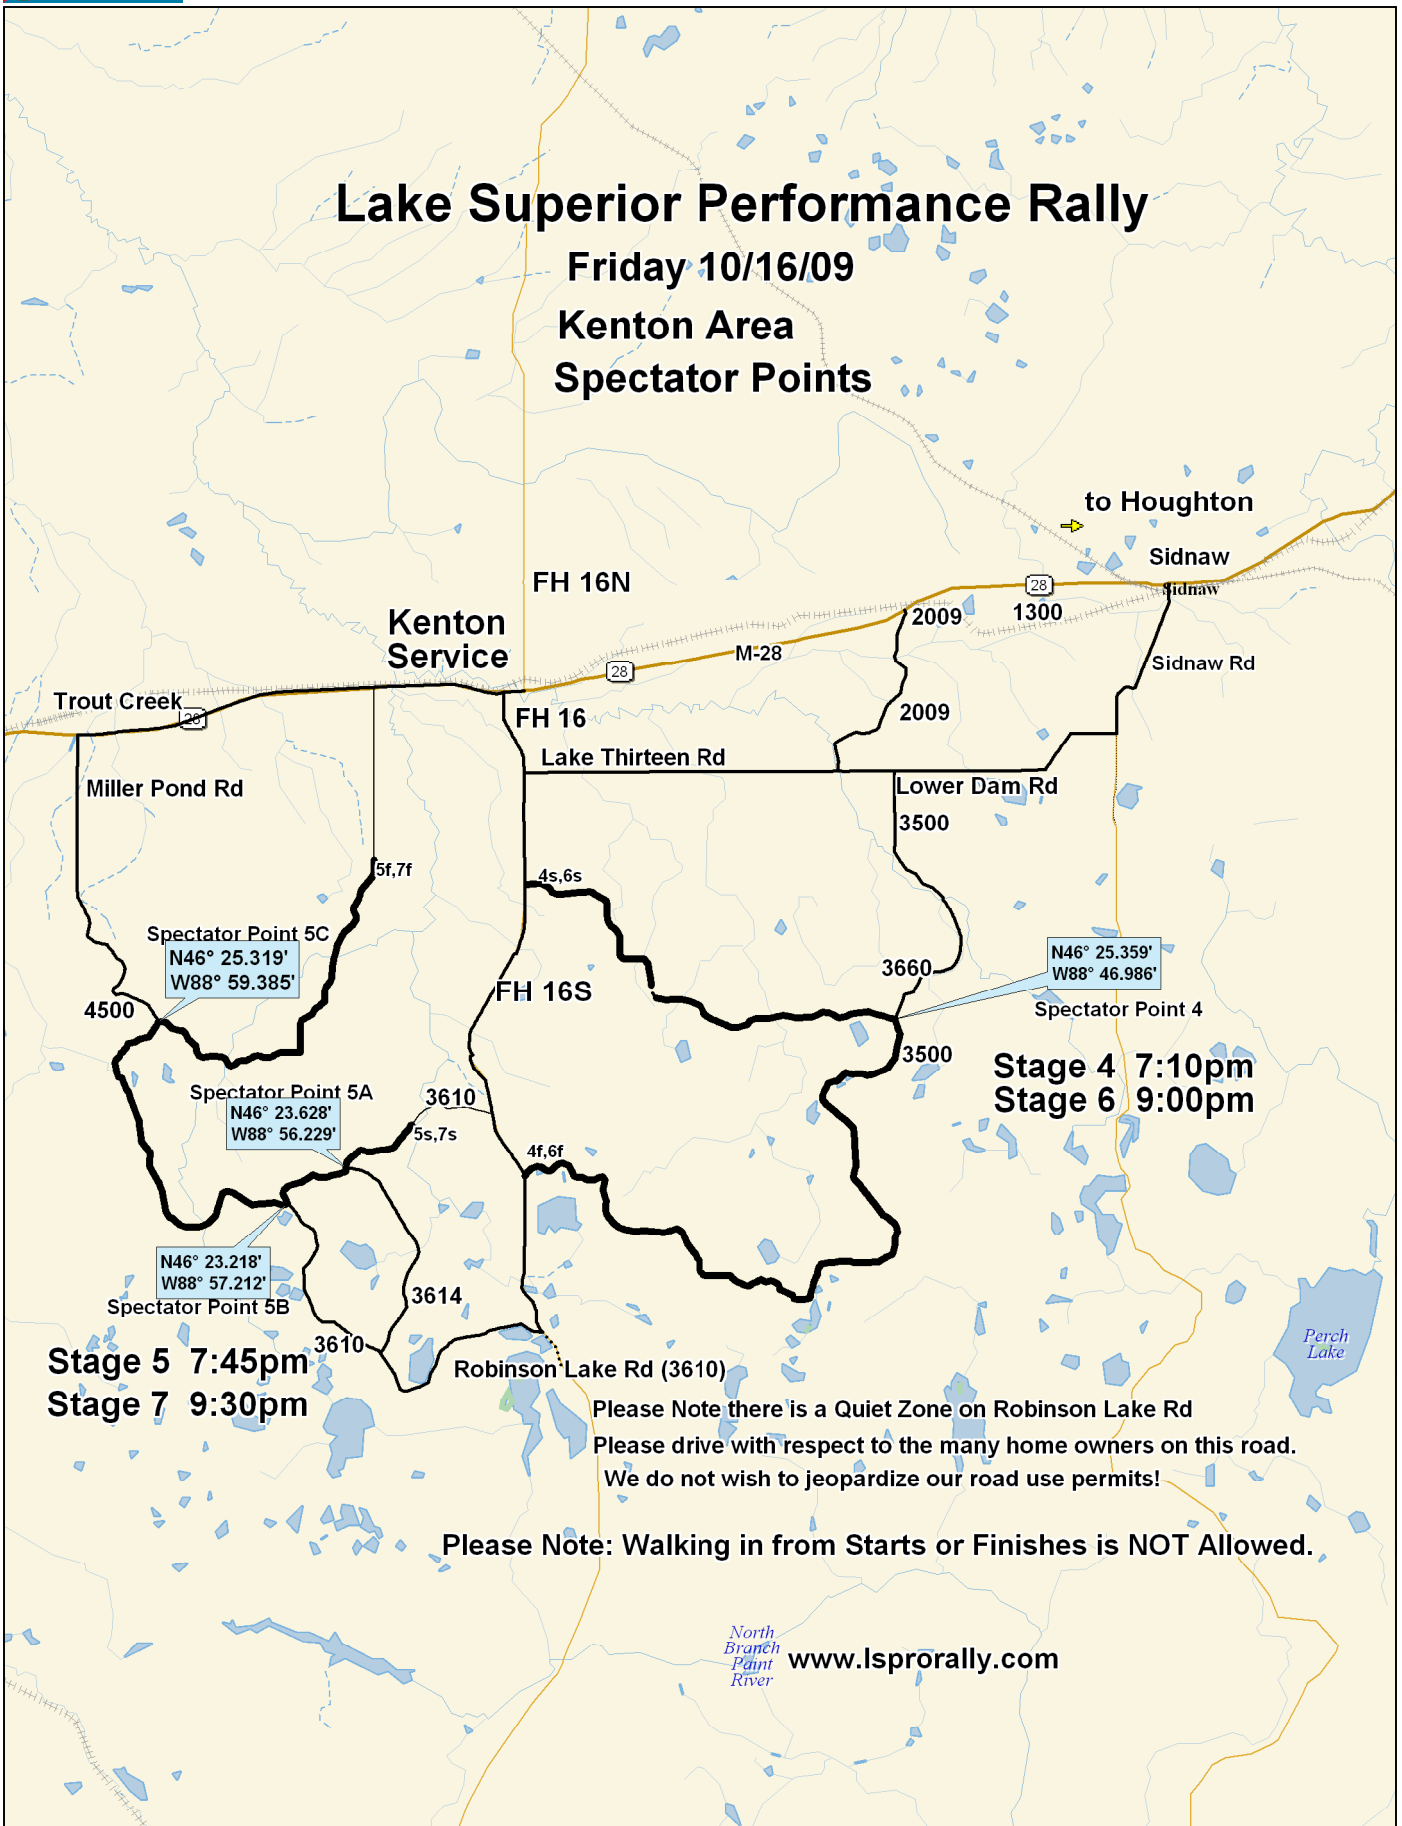 Lake Superior Performance Rally
Friday 10/16/09
Kenton Area
Spectator Points
to Houghton
Sidnaw
Sidnaw
FH 16N
28
1300
2009
Kenton
Service
M-28
28
Sidnaw Rd
Trout Creek
28
FH 16
2009
Lake Thirteen Rd
Miller Pond Rd
Lower Dam Rd
3500
5f,7f
4s,6s
Spectator Point 5C
N46° 25.319'
W88° 59.385'
N46° 25.359'
W88° 46.986'
3660
FH 16S
4500
Spectator Point 4
3500
Stage 4 7:10pm
Stage 6 9:00pm
Spectator Point 5A
N46° 23.628'
W88° 56.229'
3610
5s,7s
4f,6f
N46° 23.218'
W88° 57.212'
Spectator Point 5B
3614
3610
Perch
Lake
Stage 5 7:45pm
Stage 7 9:30pm
Robinson Lake Rd (3610)
Please Note there is a Quiet Zone on Robinson Lake Rd
Please drive with respect to the many home owners on this road.
We do not wish to jeopardize our road use permits!
Please Note: Walking in from Starts or Finishes is NOT Allowed.
North
Branch
Paint
River
www.lsprorally.com